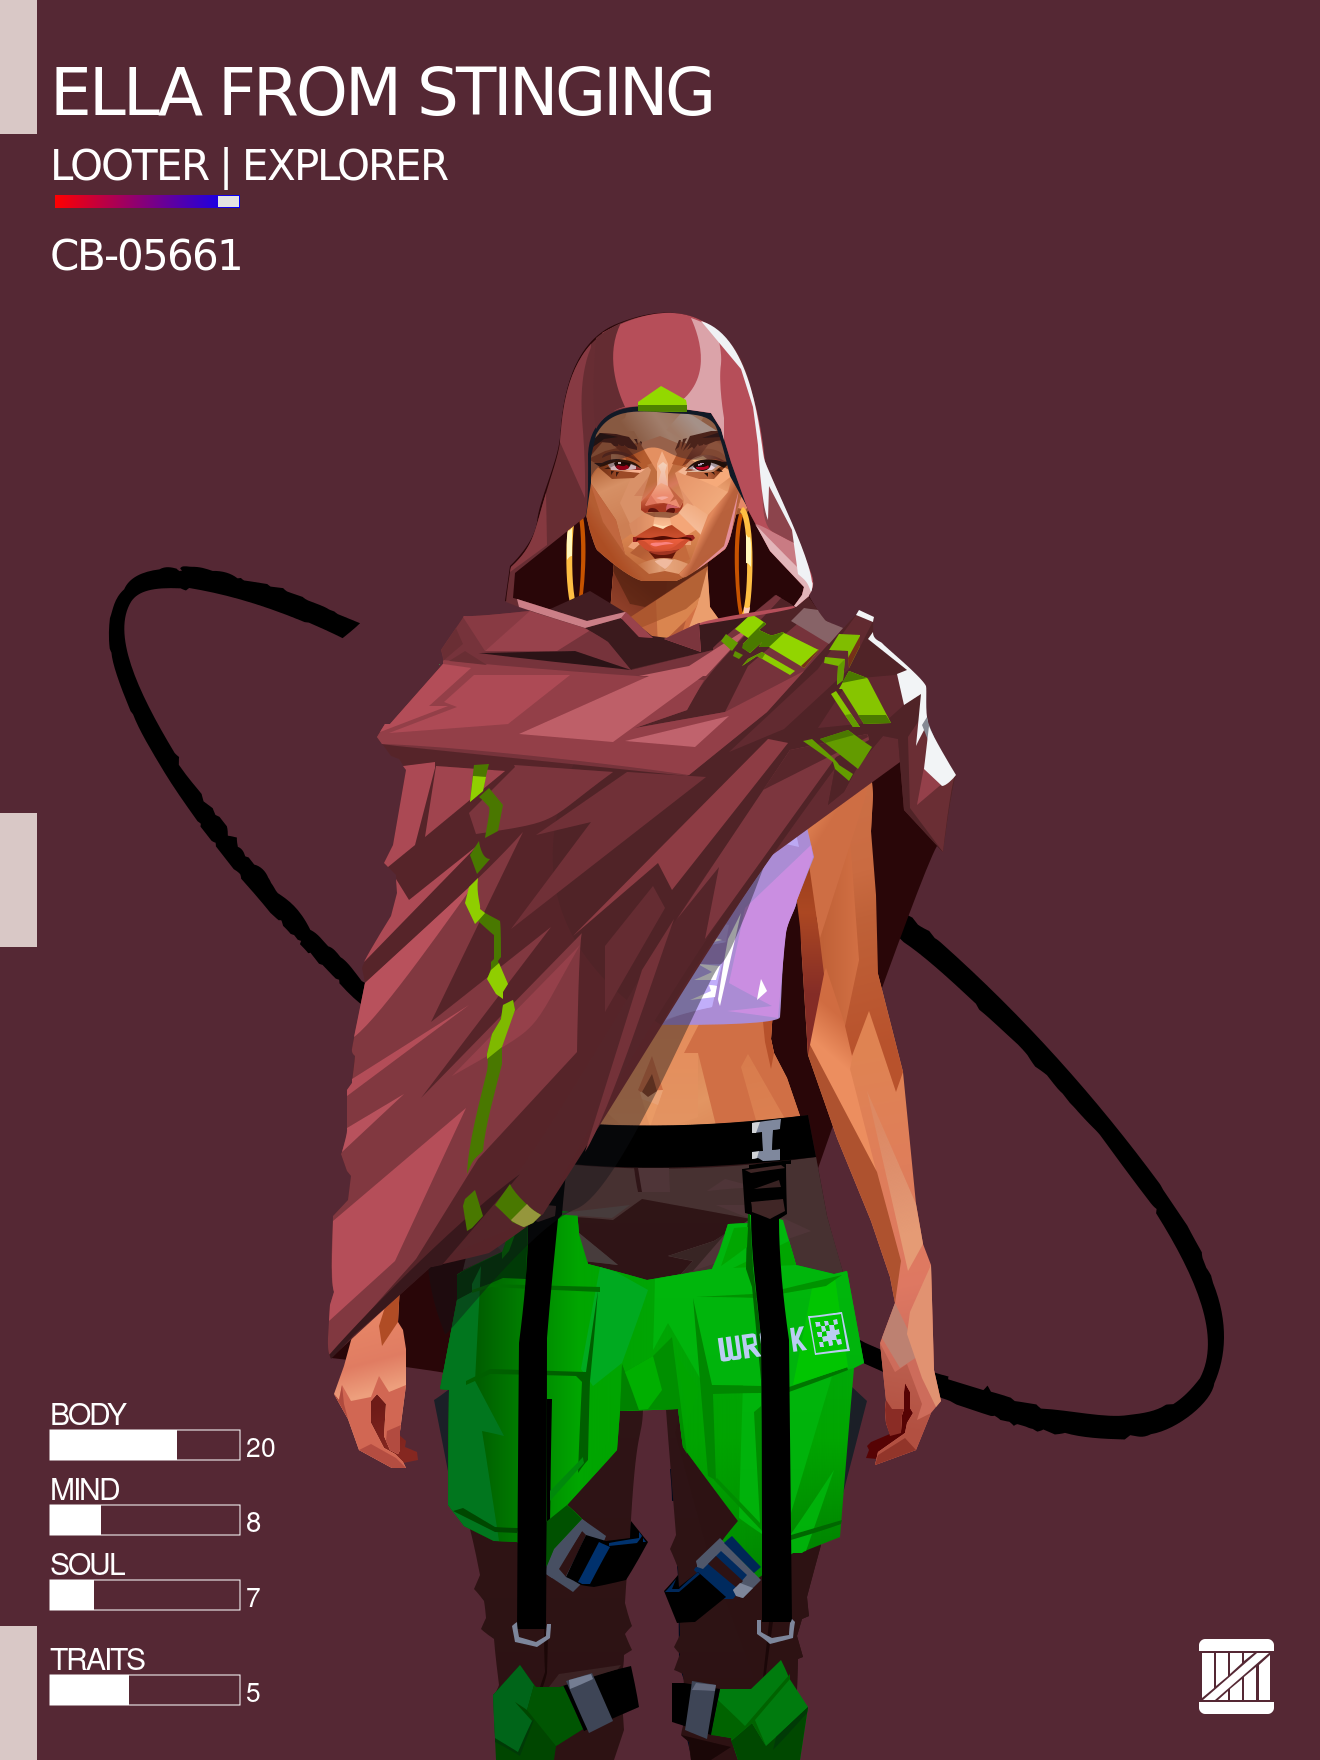 ELLA FROM STINGING
LOOTER | EXPLORER
CB-05661
BODY
20
MIND
8
SOUL
7
TRAITS
5